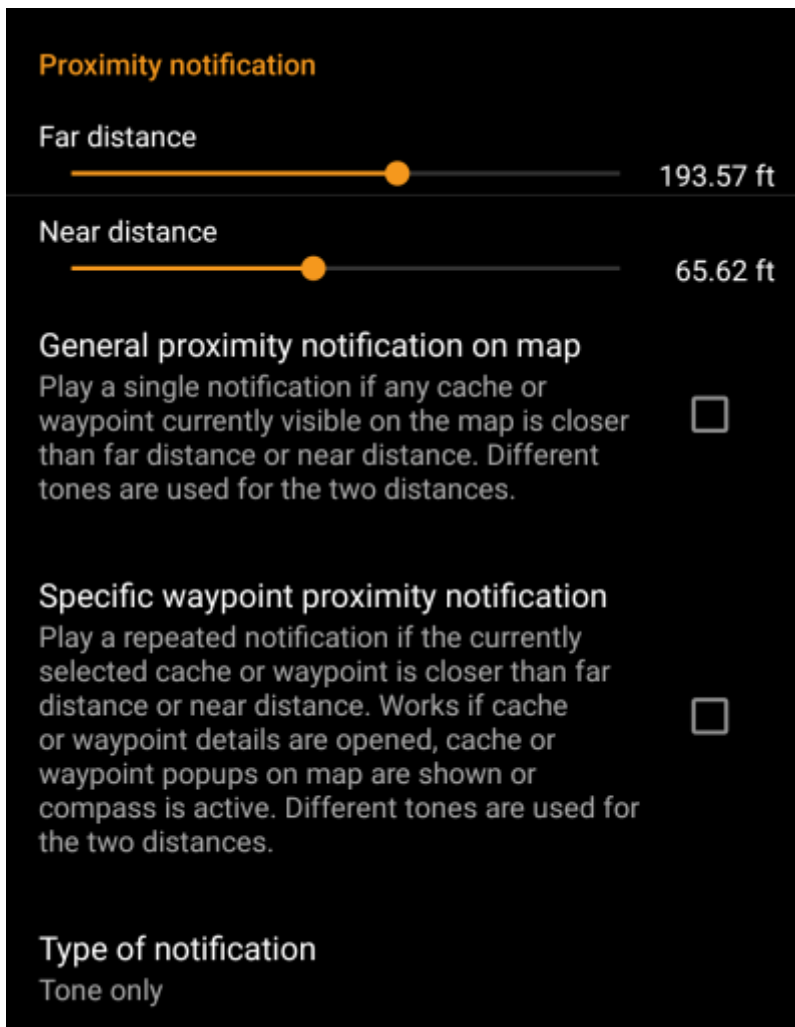 Proximity notification
Far distance
193.57 ft
Near distance
65.62 ft
General proximity notification on map
Play a single notification if any cache or
waypoint currently visible on the map is closer
than far distance or near distance. Different
tones are used for the two distances.
Specific waypoint proximity notification
Play a repeated notification if the currently
selected cache or waypoint is closer than far
distance or near distance. Works if cache
or waypoint details are opened, cache or
waypoint popups on map are shown or
compass is active. Different tones are used for
the two distances.
Type of notification
Tone only